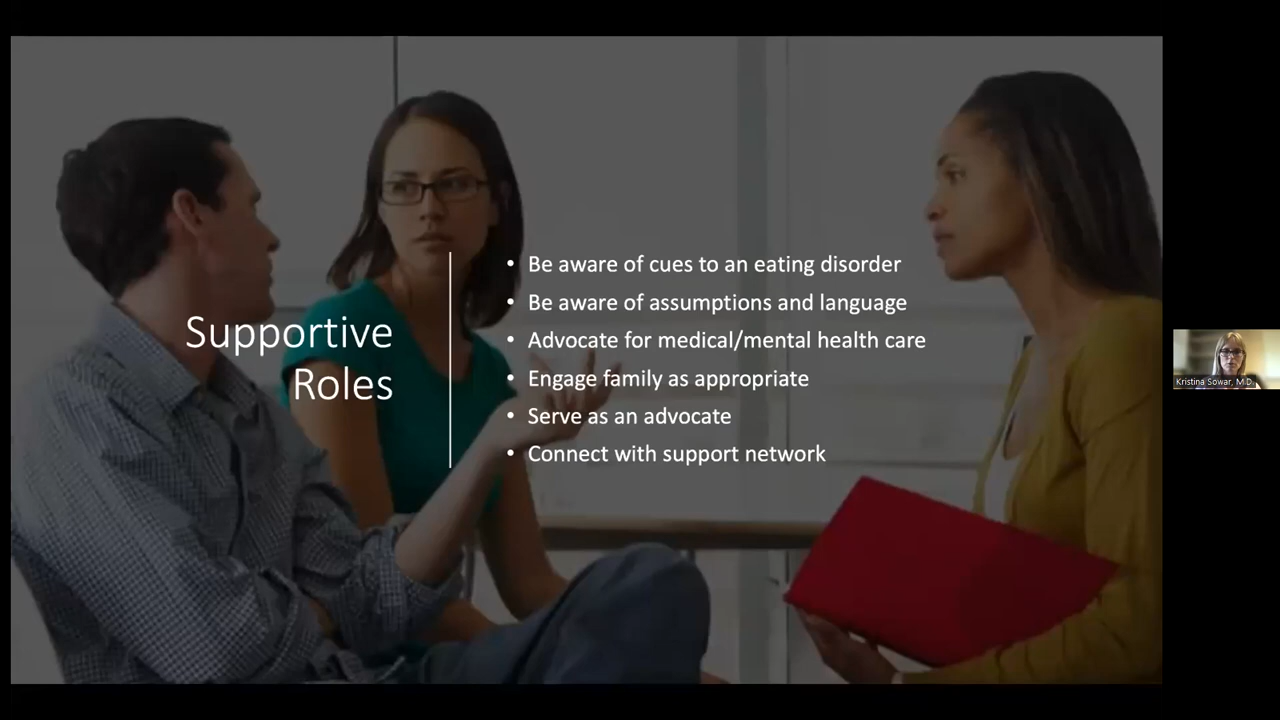 Supportive
Roles
• Be aware of cues to an eating disorder
• Be aware of assumptions and language
• Advocate for medical/mental health care
• Engage family as appropriate
• Serve as an advocate
• Connect with support network
Kristina Sowar, M.D.